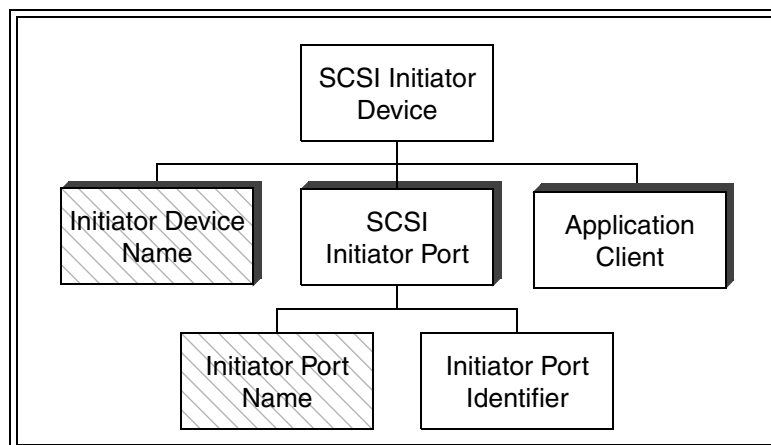 SCSI Initiator
Device
Initiator Device
Name
SCSI
Initiator Port
Application
Client
Initiator Port
Name
Initiator Port
Identifier